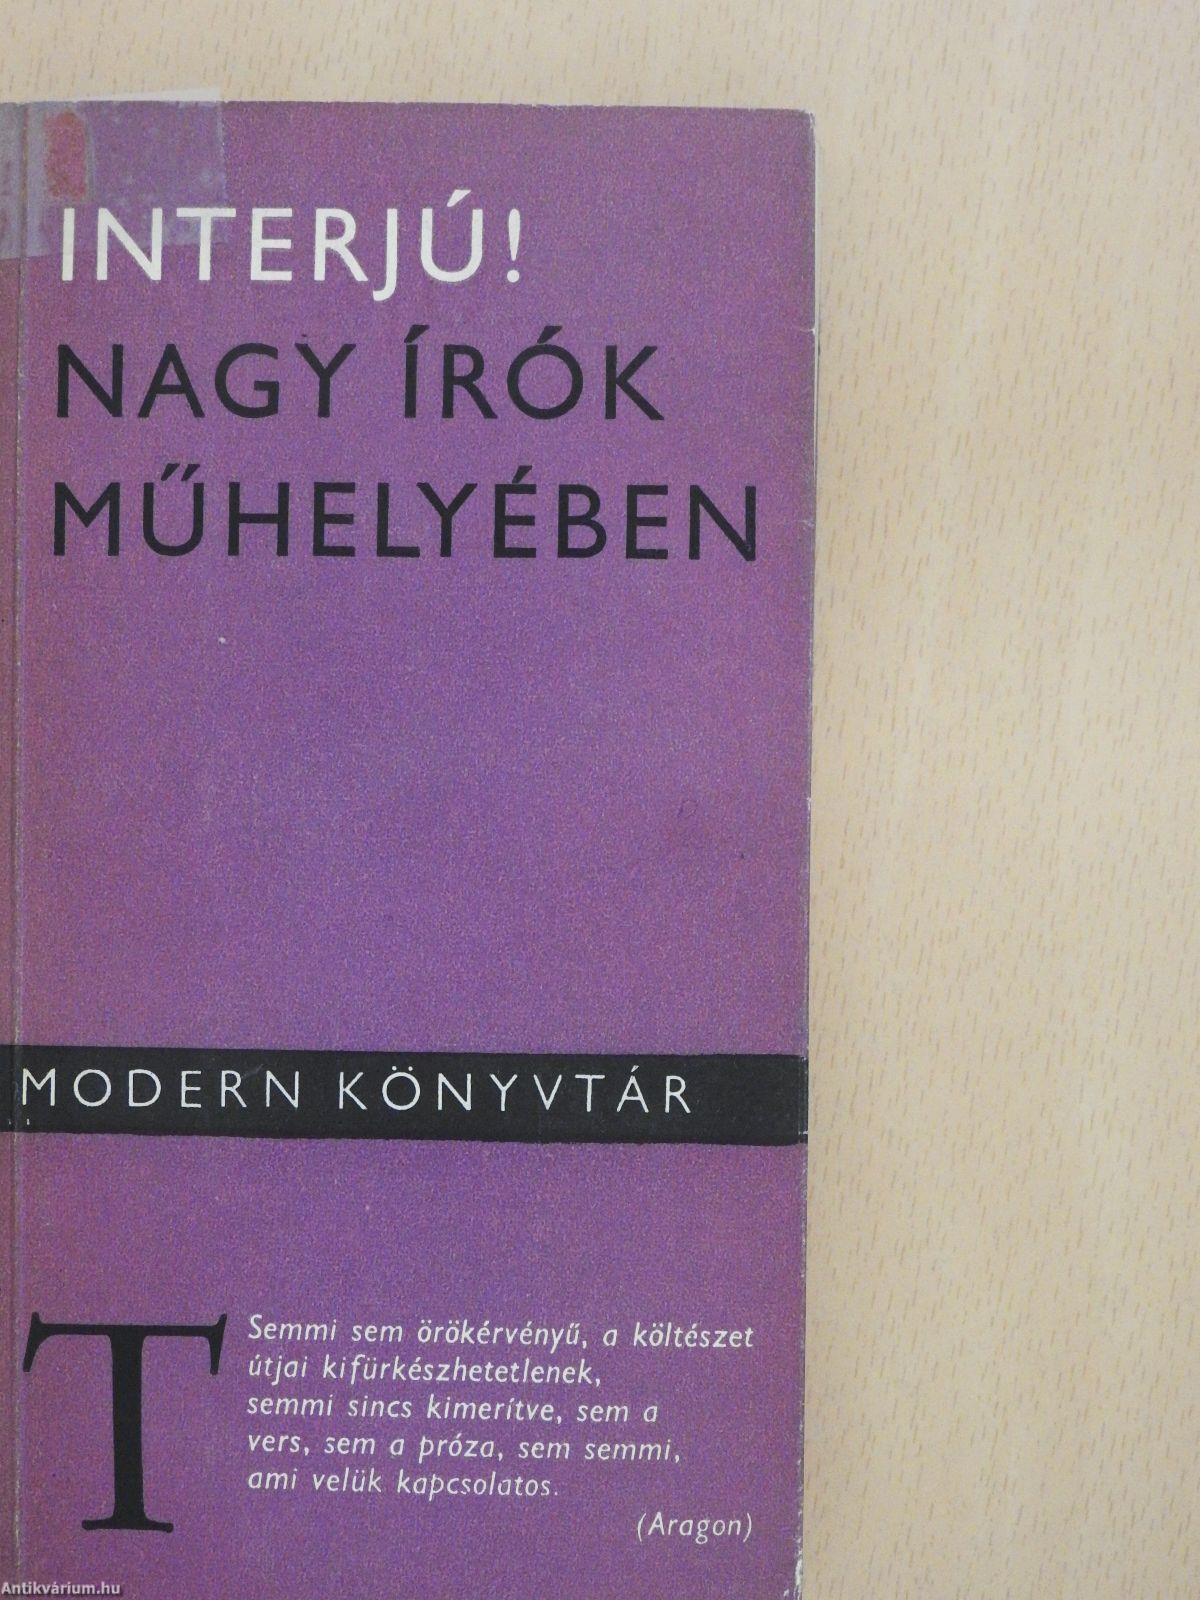 INTERJÚ!
NAGY ÍRÓK
MŰHELYÉBEN
MODERN KÖNYVTÁR
T
Semmi sem örökérvényű, a költészet
útjai kifürkészhetetlenek,
semmi sincs kimerítve, sem a
vers, sem a próza, sem semmi,
ami velük kapcsolatos.
(Aragon)
Antikvárium.hu